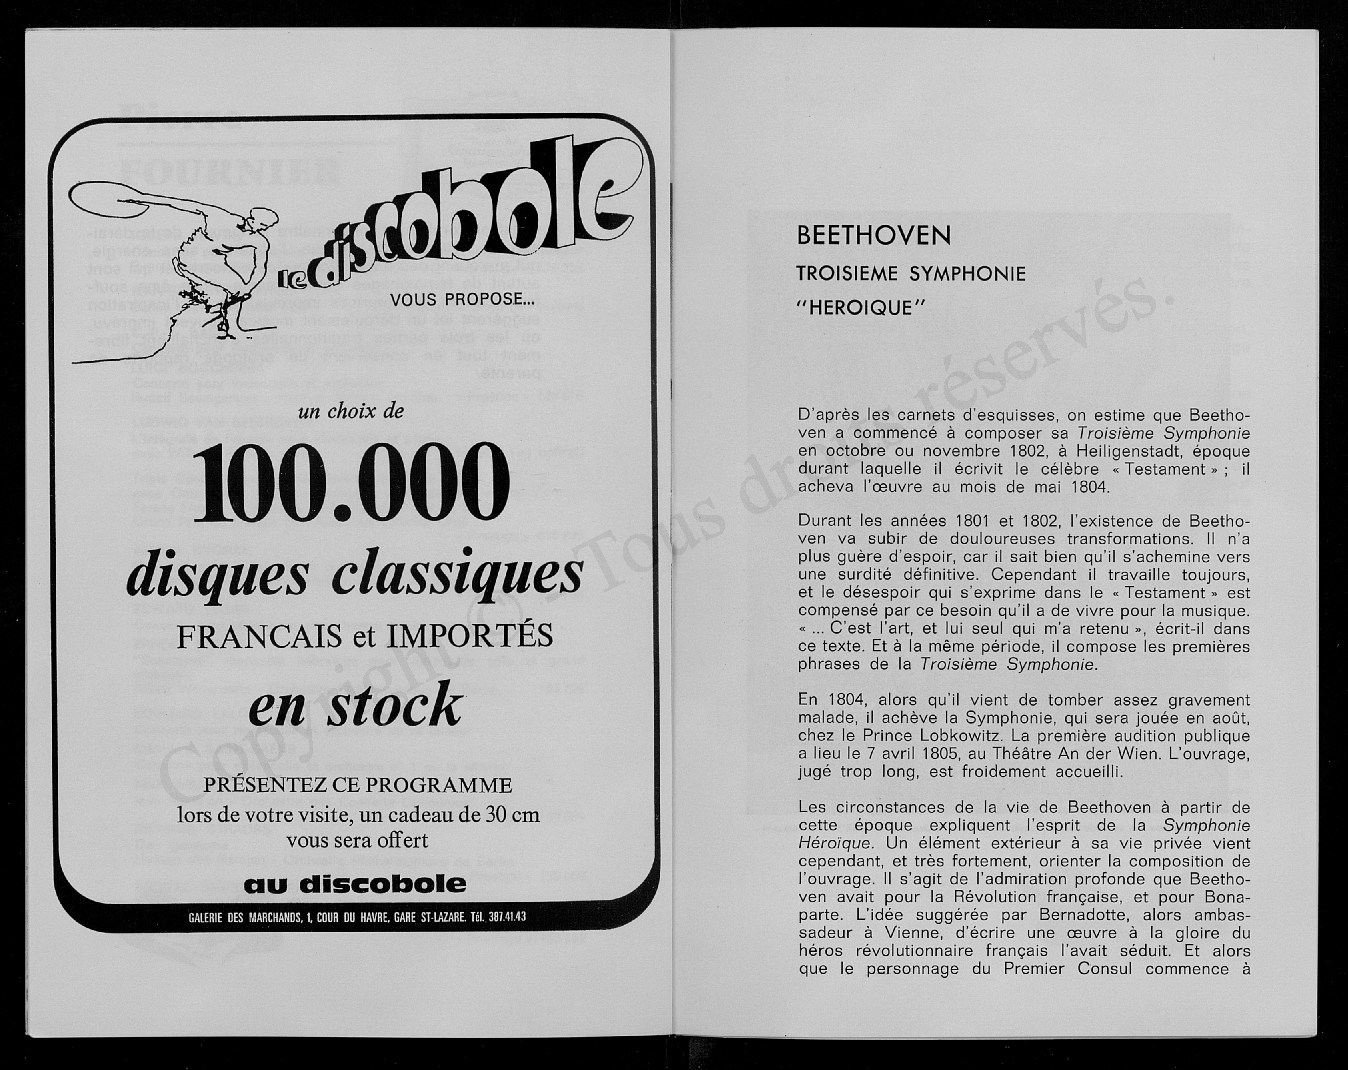 le discobole
VOUS PROPOSE...
un choix de
100.000
disques classiques
FRANCAIS et IMPORTÉS
en stock
PRÉSENTEZ CE PROGRAMME
lors de votre visite, un cadeau de 30 cm
vous sera offert
au discobole
GALERIE DES MARCHANDS, 1, COUR DU HAVRE, GARE ST-LAZARE. Tél. 387.41.43
BEETHOVEN
TROISIEME SYMPHONIE
"HEROIQUE"
D'après les carnets d'esquisses, on estime que Beetho-
ven a commencé à composer sa Troisième Symphonie
en octobre ou novembre 1802, à Heiligenstadt, époque
durant laquelle il écrivit le célèbre « Testament » ; il
acheva l'œuvre au mois de mai 1804.
Durant les années 1801 et 1802, l'existence de Beetho-
ven va subir de douloureuses transformations. Il n'a
plus guère d'espoir, car il sait bien qu'il s'achemine vers
une surdité définitive. Cependant il travaille toujours,
et le désespoir qui s'exprime dans le « Testament » est
compensé par ce besoin qu'il a de vivre pour la musique.
« ... C'est l'art, et lui seul qui m'a retenu », écrit-il dans
ce texte. Et à la même période, il compose les premières
phrases de la Troisième Symphonie.
En 1804, alors qu'il vient de tomber assez gravement
malade, il achève la Symphonie, qui sera jouée en août,
chez le Prince Lobkowitz. La première audition publique
a lieu le 7 avril 1805, au Théâtre An der Wien. L'ouvrage,
jugé trop long, est froidement accueilli.
Les circonstances de la vie de Beethoven à partir de
cette époque expliquent l'esprit de la Symphonie
Héroïque. Un élément extérieur à sa vie privée vient
cependant, et très fortement, orienter la composition de
l'ouvrage. Il s'agit de l'admiration profonde que Beetho-
ven avait pour la Révolution française, et pour Bona-
parte. L'idée suggérée par Bernadotte, alors ambas-
sadeur à Vienne, d'écrire une œuvre à la gloire du
héros révolutionnaire français l'avait séduit. Et alors
que le personnage du Premier Consul commence à
Copyright © - Tous droits réservés.